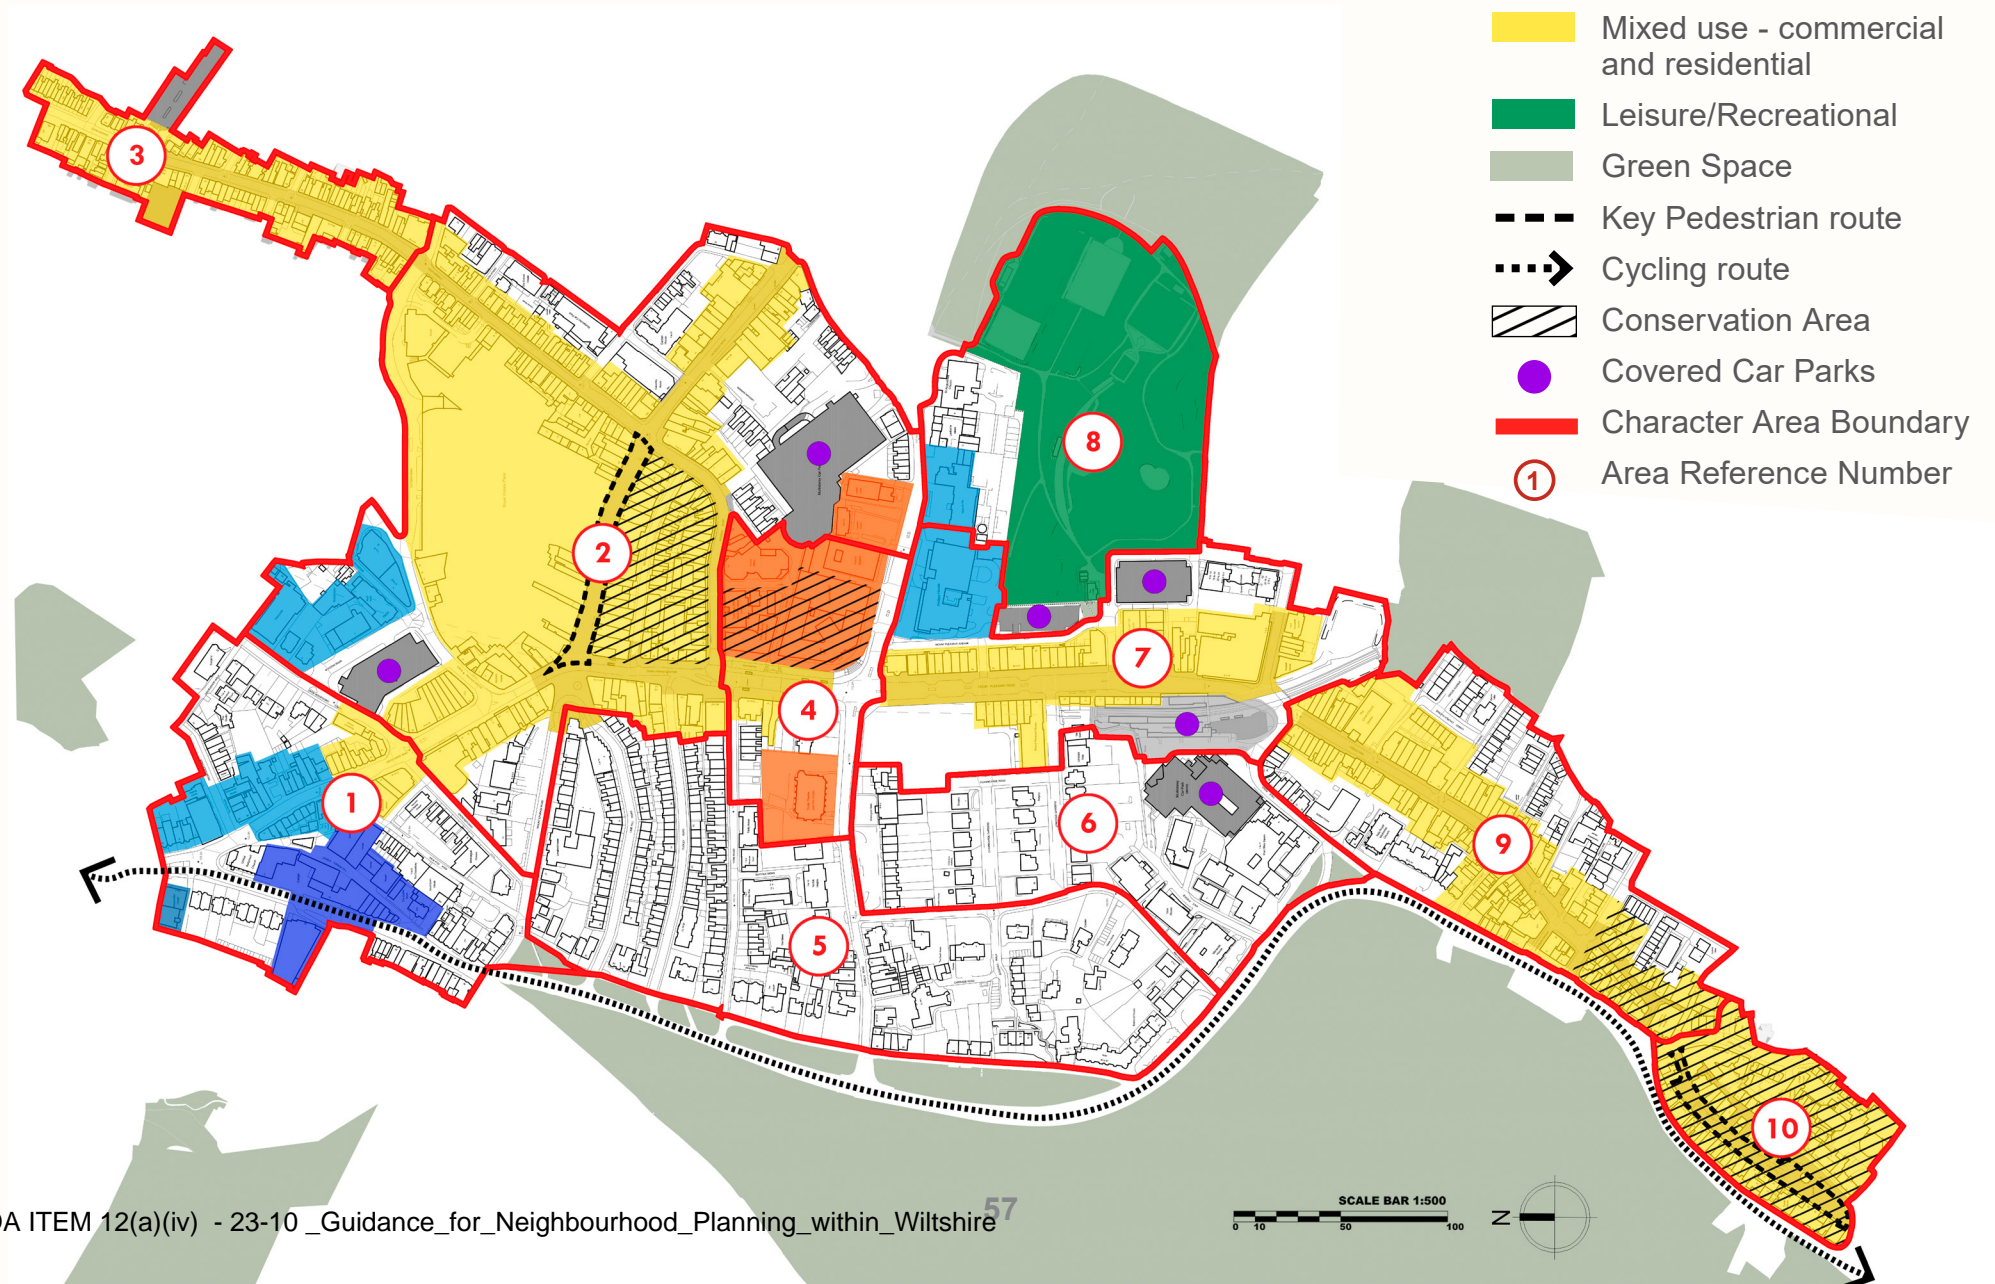 Mixed use - commercial
and residential
Leisure/Recreational
Green Space
Key Pedestrian route
Cycling route
Conservation Area
Covered Car Parks
Character Area Boundary
1 Area Reference Number
3
8
2
7
4
1
6
9
5
10
57
DA ITEM 12(a)(iv) - 23-10 _Guidance_for_Neighbourhood_Planning_within_Wiltshire
SCALE BAR 1:500
0 10 50 100
N